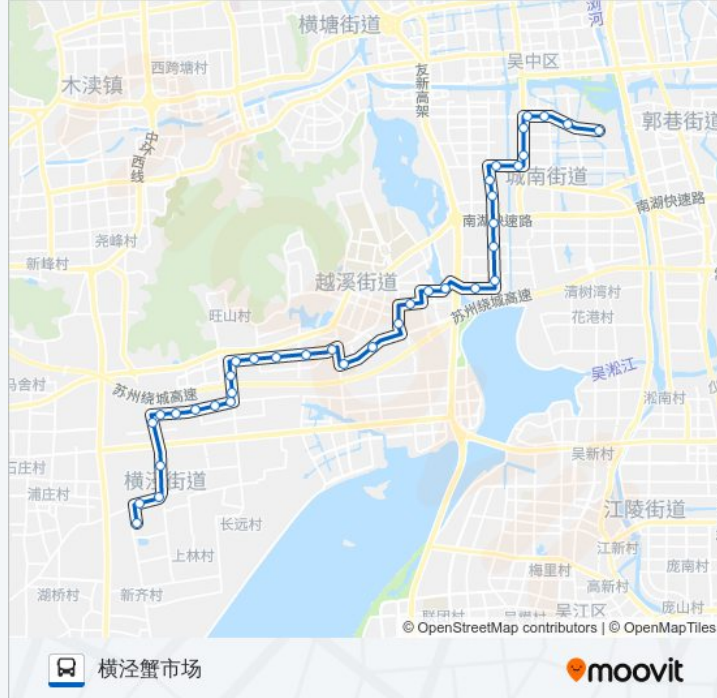 横塘街道
浏河
吴中区
友新高架
西跨塘村
木渎镇
郭巷街道
中环西线
城南街道
南湖快速路
南湖快速路
尧峰村
新峰村
越溪街道
清树湾村
苏州绕城高速
花港村
旺山村
吴淞江
马舍村
苏州绕城高速
淞南村
石庄村
横泾街道
吴新村
浦庄村
江陵街道
长远村
上林村
江新村
梅里村
庞南村
高新村
湖桥村
新齐村
庞山村
吴江区
© OpenStreetMap contributors | © OpenMapTiles
横泾蟹市场
moovit